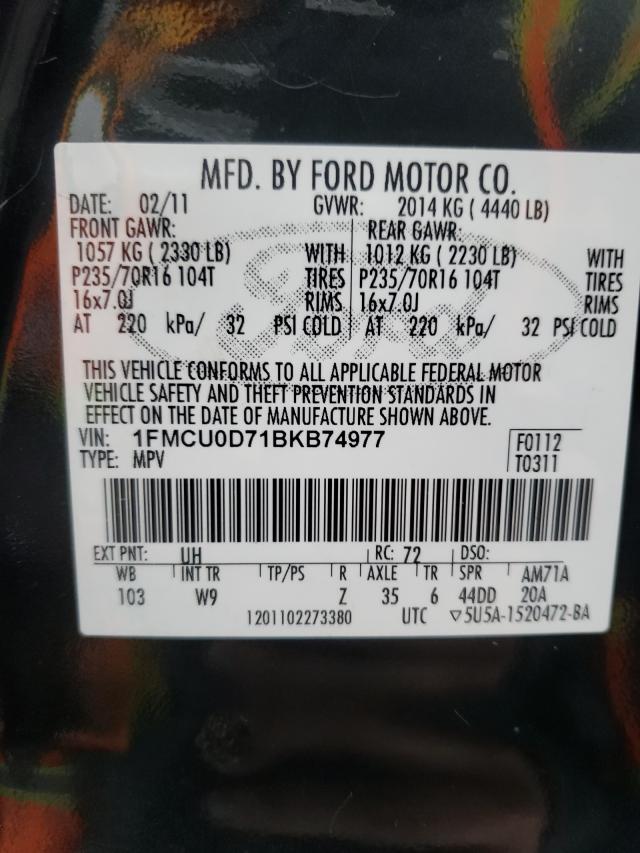 MFD. BY FORD MOTOR CO.
DATE: 02/11 GVWR: 2014 KG ( 4440 LB)
FRONT GAWR: REAR GAWR:
1057 KG ( 2330 LB) WITH 1012 KG ( 2230 LB) WITH
P235/70R16 104T TIRES P235/70R16 104T TIRES
16x7.0J RIMS 16x7.0J RIMS
AT 220 kPa/ 32 PSI COLD AT 220 kPa/ 32 PSI COLD
Ford
THIS VEHICLE CONFORMS TO ALL APPLICABLE FEDERAL MOTOR
VEHICLE SAFETY AND THEFT PREVENTION STANDARDS IN
EFFECT ON THE DATE OF MANUFACTURE SHOWN ABOVE.
VIN: 1FMCU0D71BKB74977 F0112
TYPE: MPV T0311
EXT PNT: UH RC: 72 DSO:
WB INT TR TP/PS R AXLE TR SPR AM71A
103 W9 Z 35 6 44DD 20A
1201102273380 UTC ▽5U5A-1520472-BA